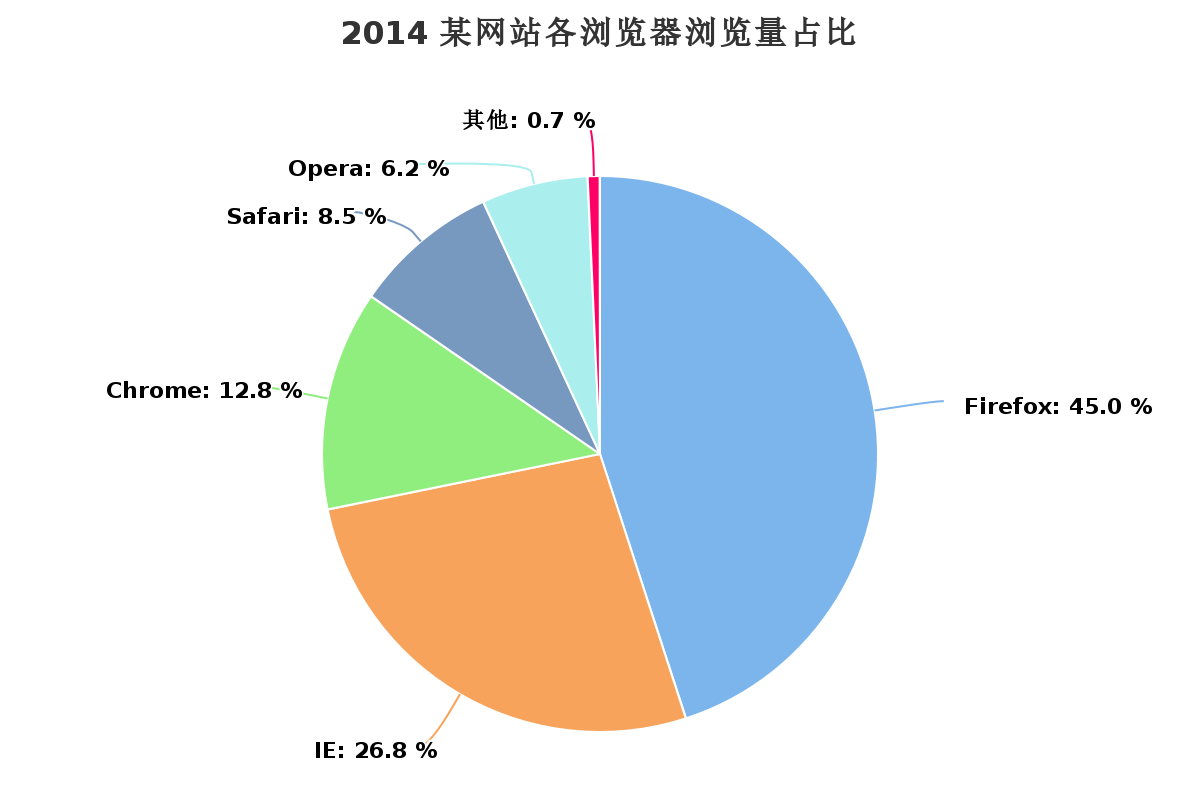 2014 某网站各浏览器浏览量占比
其他: 0.7 %
Opera: 6.2 %
Safari: 8.5 %
Chrome: 12.8 %
Firefox: 45.0 %
IE: 26.8 %